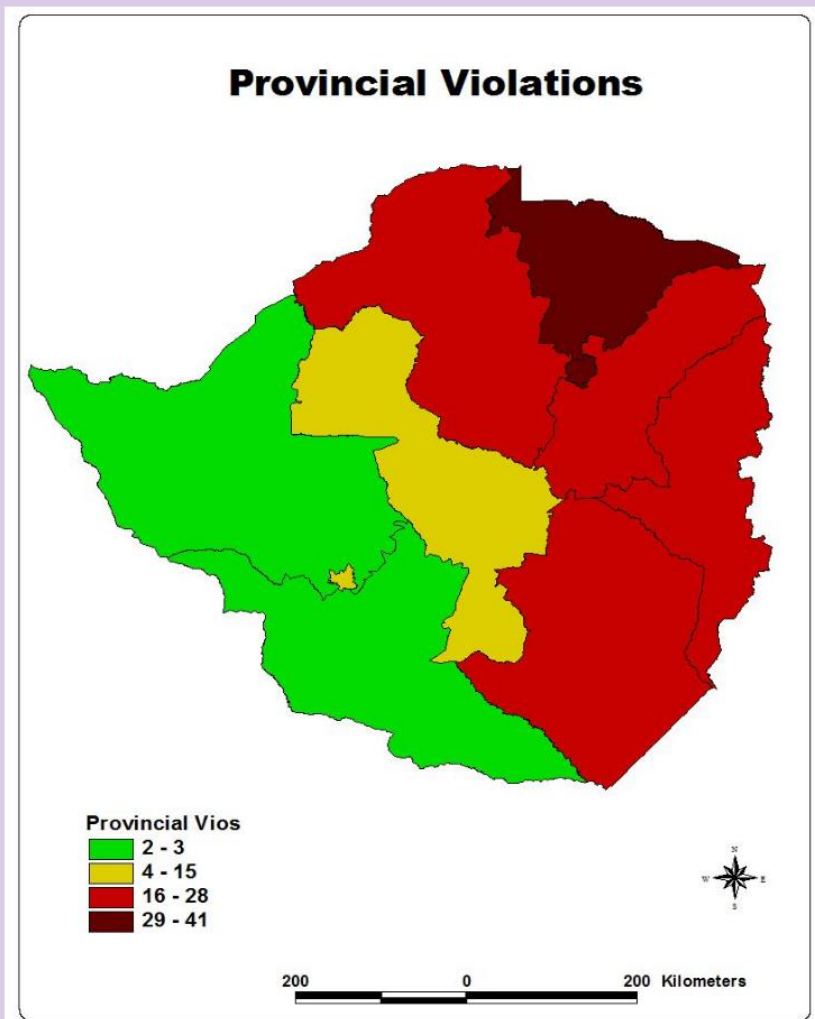 Provincial Violations
Provincial Vios
2 - 3
4 - 15
16 - 28
29 - 41
N
W E
S
200 0 200 Kilometers